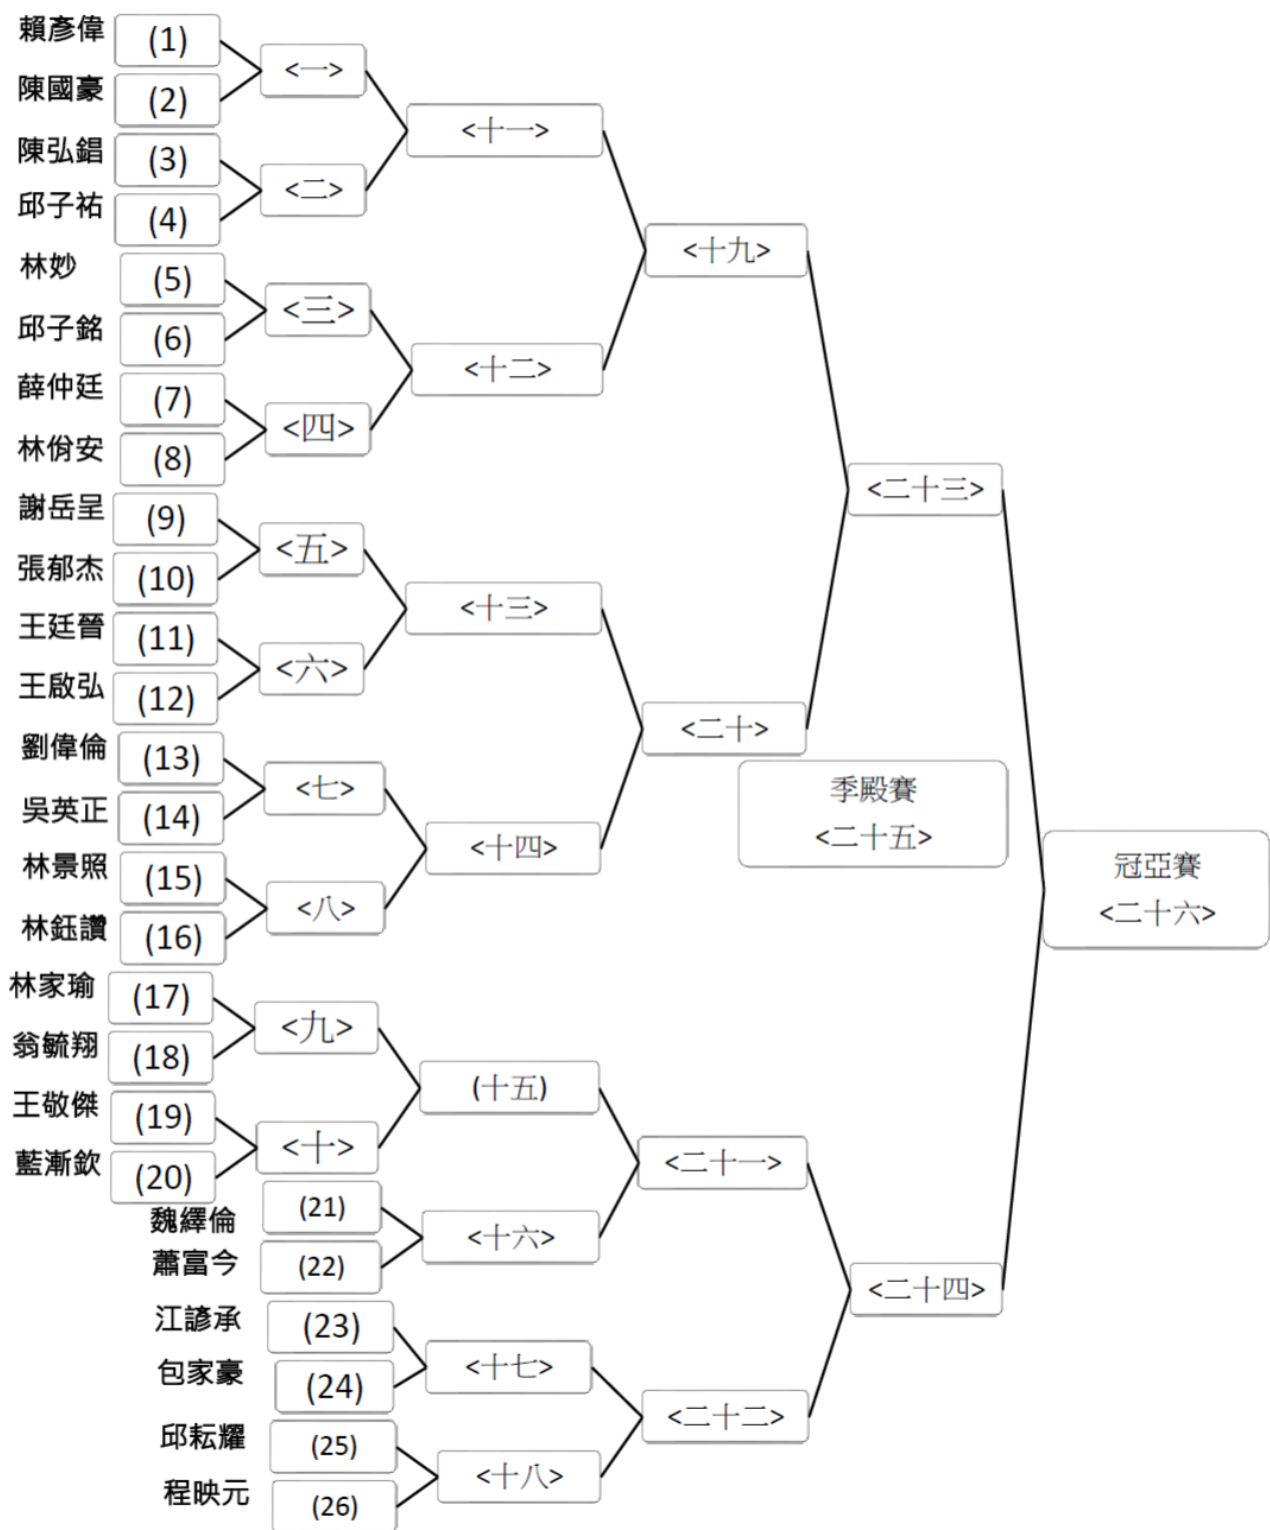 賴彥偉 (1)
<一>
陳國豪 (2)
<十一>
陳弘錩 (3)
<二>
邱子祐 (4)
<十九>
林妙 (5)
<三>
邱子銘 (6)
<十二>
薛仲廷 (7)
<四>
林佾安 (8)
<二十三>
謝岳呈 (9)
<五>
張郁杰 (10)
<十三>
王廷晉 (11)
<六>
王啟弘 (12)
<二十>
劉偉倫 (13)
<七>
吳英正 (14)
<十四>
林景照 (15)
<八>
林鈺讚 (16)
季殿賽
<二十五>
冠亞賽
<二十六>
林家瑜 (17)
<九>
翁毓翔 (18)
(十五)
王敬傑 (19)
<十>
藍漸欽 (20)
<二十一>
魏繹倫 (21)
<十六>
蕭富今 (22)
<二十四>
江諺承 (23)
<十七>
包家豪 (24)
<二十二>
邱耘耀 (25)
<十八>
程映元 (26)